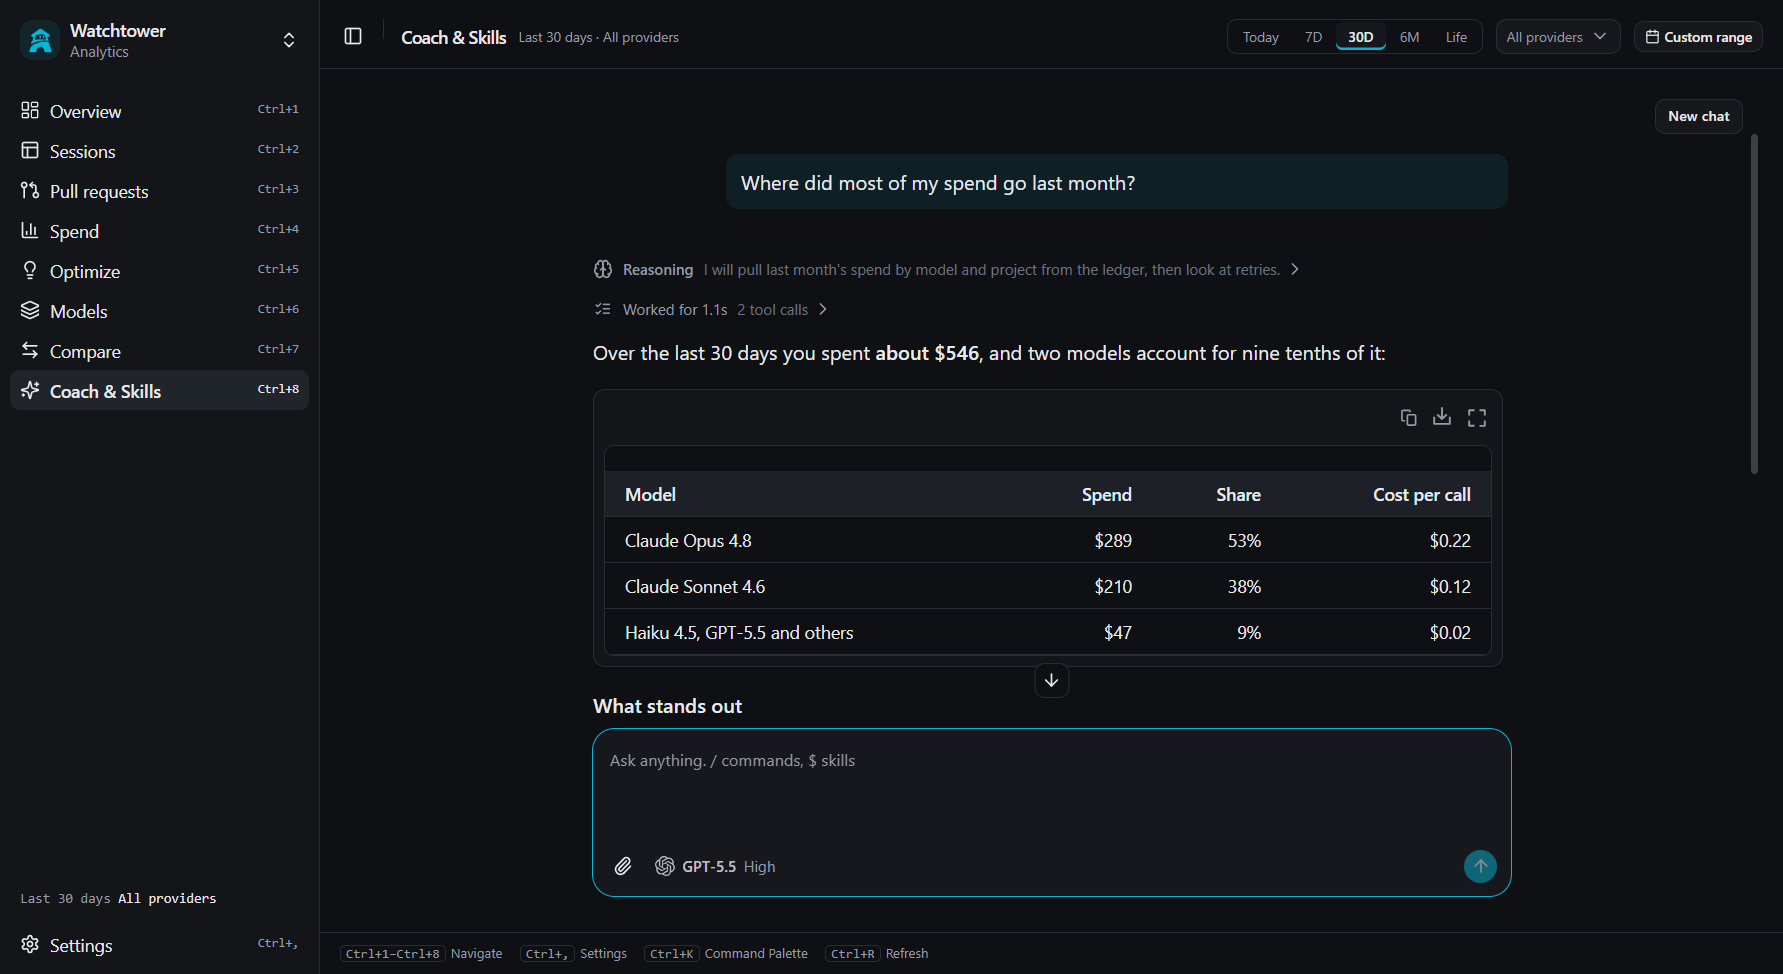 Watchtower
Analytics
Overview Ctrl+1
Sessions Ctrl+2
Pull requests Ctrl+3
Spend Ctrl+4
Optimize Ctrl+5
Models Ctrl+6
Compare Ctrl+7
Coach & Skills Ctrl+8
Last 30 days All providers
Settings Ctrl+,
Coach & Skills Last 30 days · All providers
Today 7D 30D 6M Life All providers Custom range
New chat
Where did most of my spend go last month?
Reasoning I will pull last month's spend by model and project from the ledger, then look at retries.
Worked for 1.1s 2 tool calls
Over the last 30 days you spent about $546, and two models account for nine tenths of it:
Model Spend Share Cost per call
Claude Opus 4.8 $289 53% $0.22
Claude Sonnet 4.6 $210 38% $0.12
Haiku 4.5, GPT-5.5 and others $47 9% $0.02
What stands out
Ask anything. / commands, $ skills
GPT-5.5 High
Ctrl+1-Ctrl+8 Navigate Ctrl+, Settings Ctrl+K Command Palette Ctrl+R Refresh